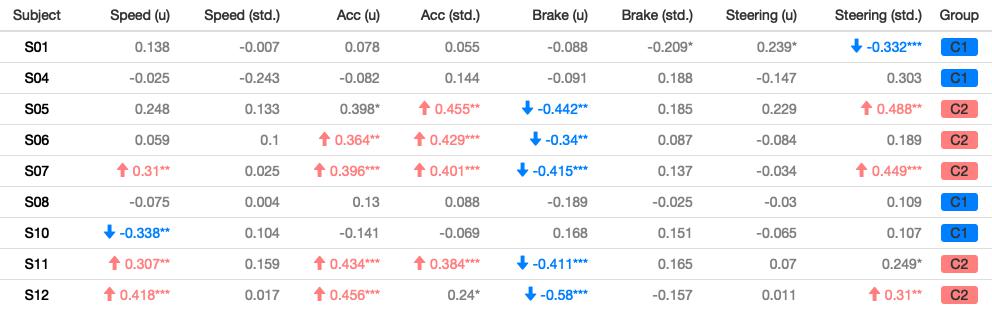 Subject Speed (u) Speed (std.) Acc (u) Acc (std.) Brake (u) Brake (std.) Steering (u) Steering (std.) Group
S01 0.138 -0.007 0.078 0.055 -0.088 -0.209* 0.239* -0.332*** C1
S04 -0.025 -0.243 -0.082 0.144 -0.091 0.188 -0.147 0.303 C1
S05 0.248 0.133 0.398* 0.455** -0.442** 0.185 0.229 0.488** C2
S06 0.059 0.1 0.364** 0.429*** -0.34** 0.087 -0.084 0.189 C2
S07 0.31** 0.025 0.396*** 0.401*** -0.415*** 0.137 -0.034 0.449*** C2
S08 -0.075 0.004 0.13 0.088 -0.189 -0.025 -0.03 0.109 C1
S10 -0.338** 0.104 -0.141 -0.069 0.168 0.151 -0.065 0.107 C1
S11 0.307** 0.159 0.434*** 0.384*** -0.411*** 0.165 0.07 0.249* C2
S12 0.418*** 0.017 0.456*** 0.24* -0.58*** -0.157 0.011 0.31** C2